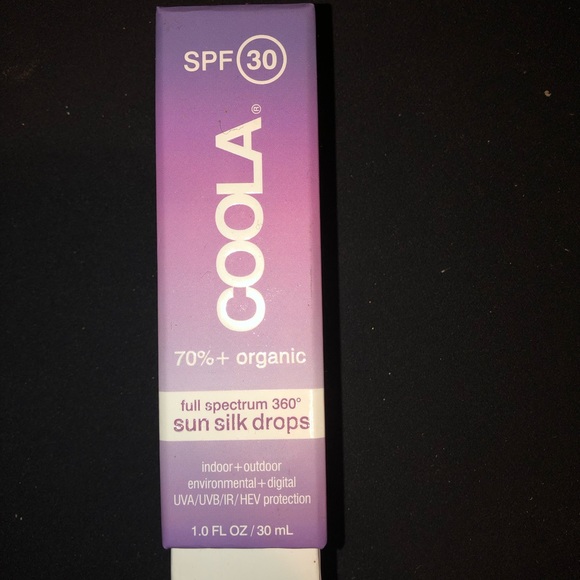 SPF 30
COOLA®
70%+ organic
full spectrum 360°
sun silk drops
indoor+outdoor
environmental+digital
UVA/UVB/IR/HEV protection
1.0 FL OZ / 30 mL